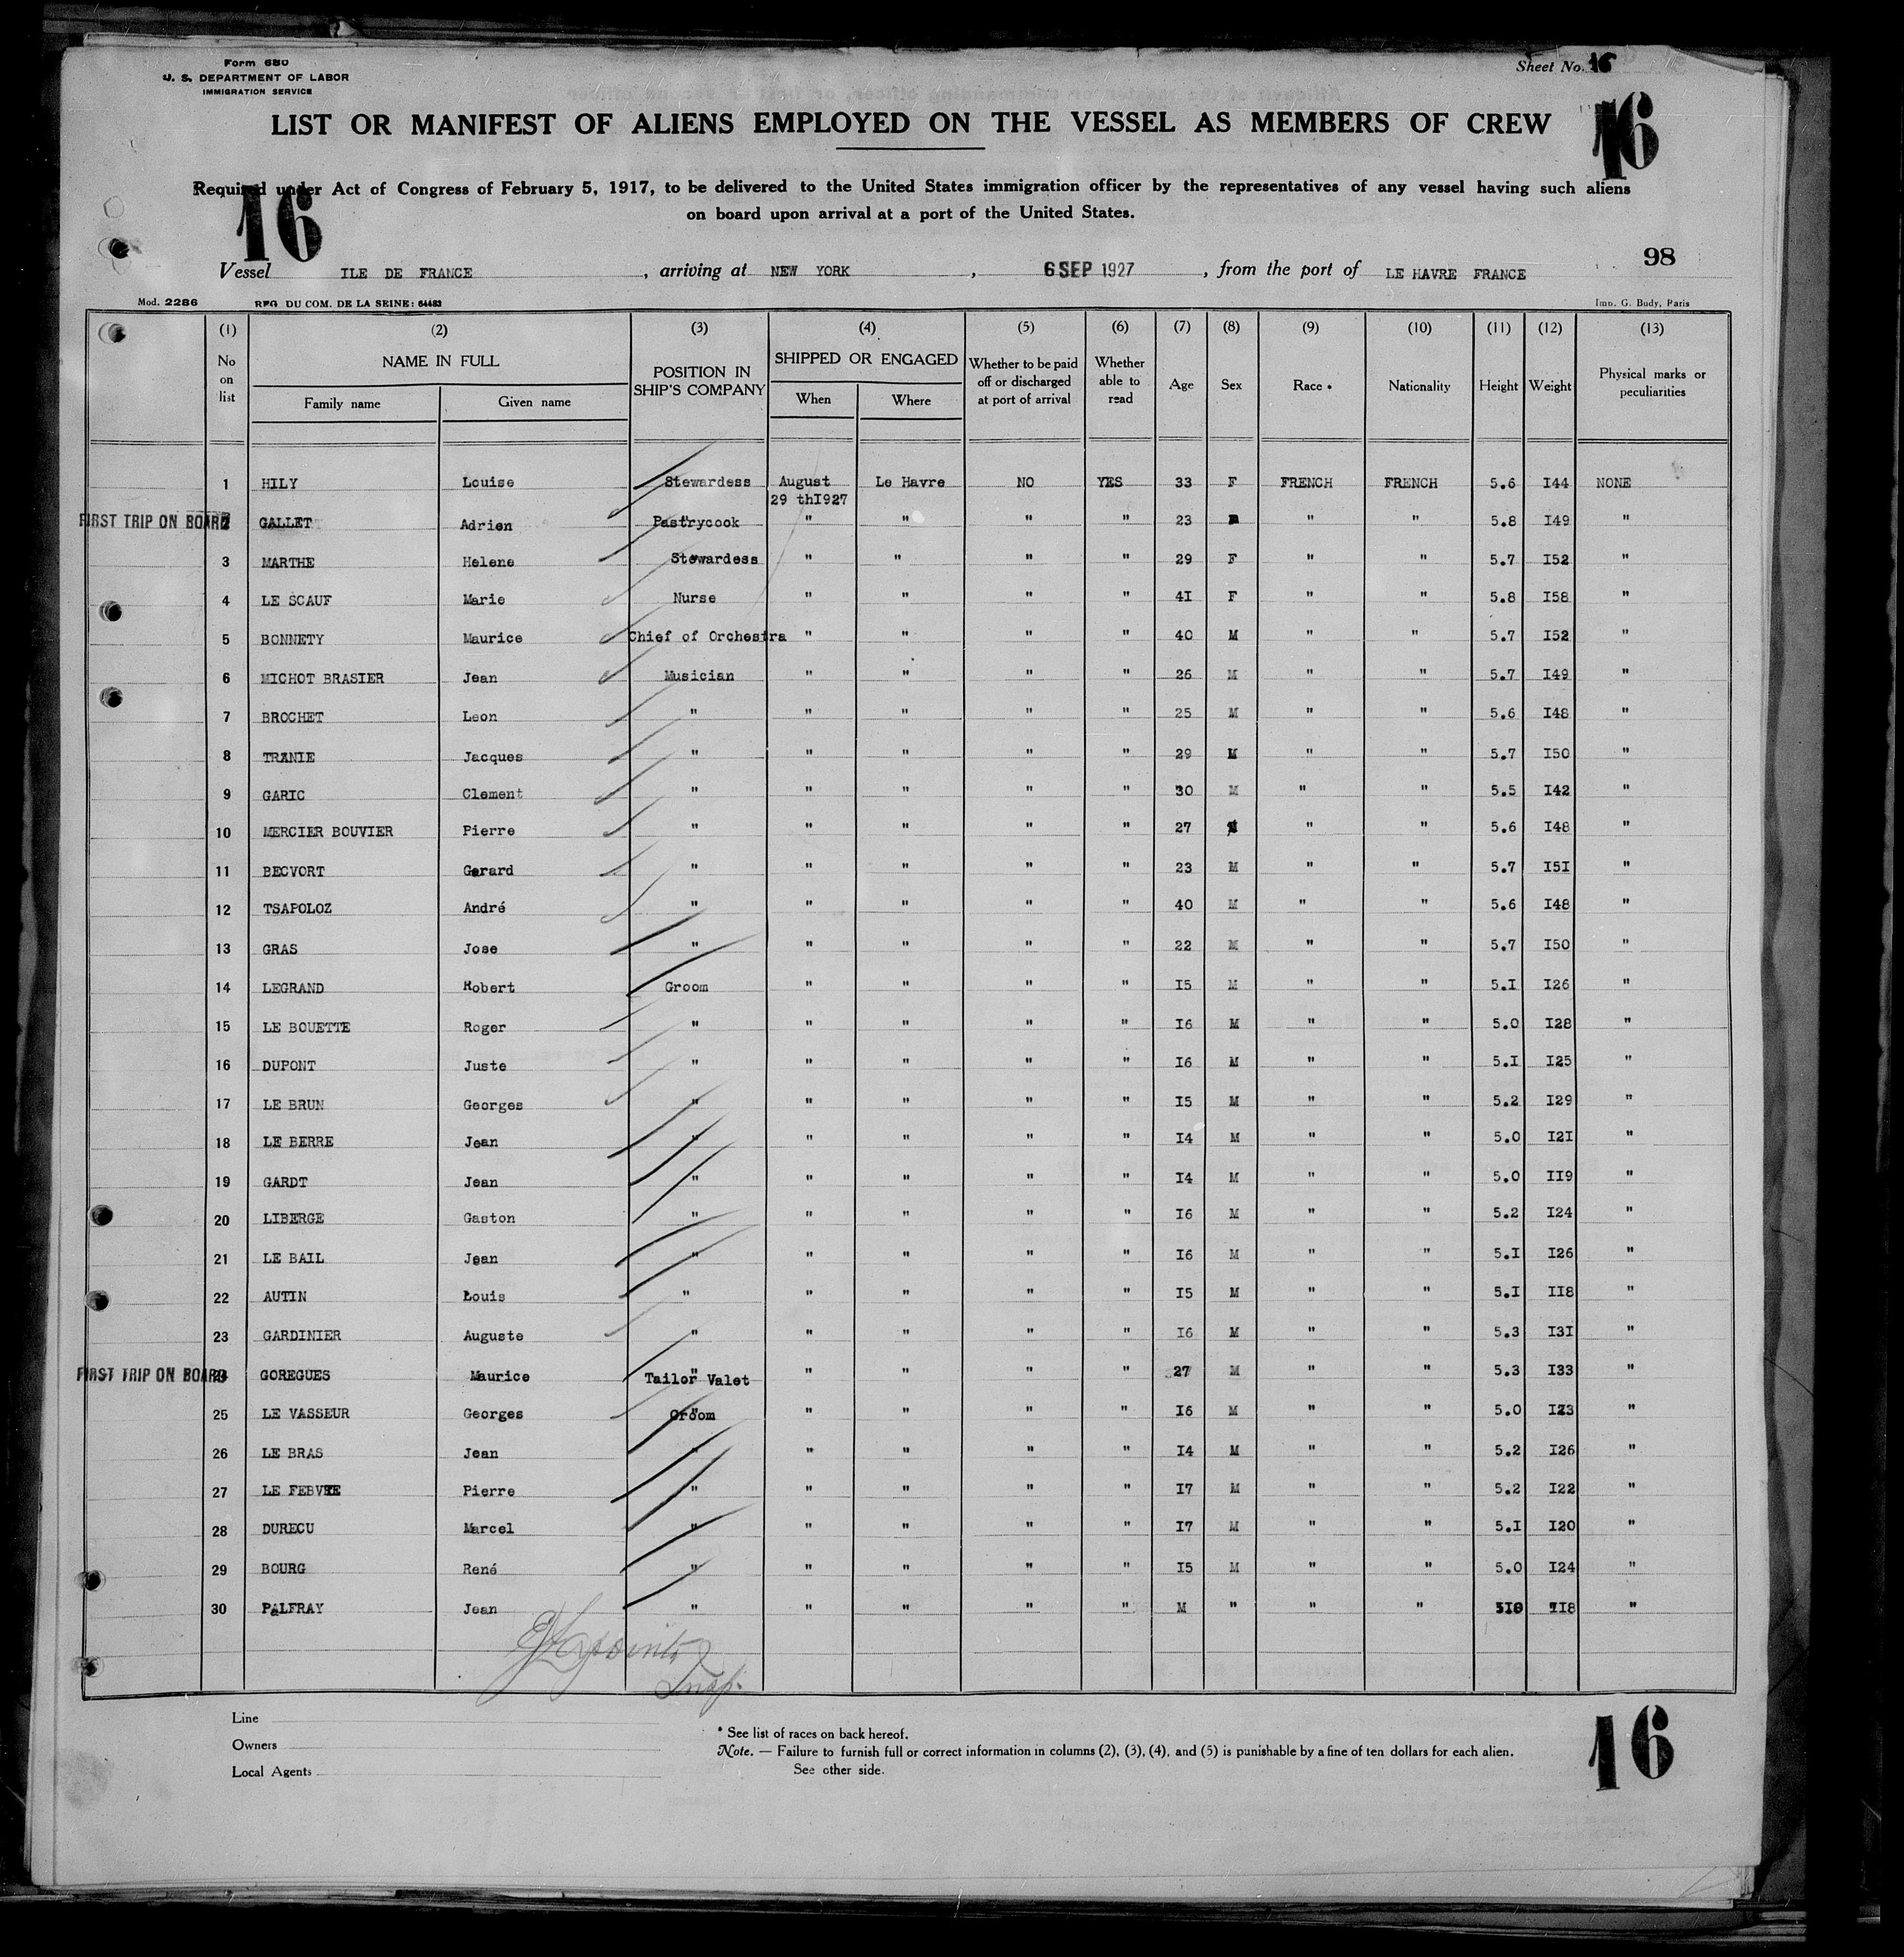 Form 680
U. S. DEPARTMENT OF LABOR
IMMIGRATION SERVICE
Sheet No. 16
LIST OR MANIFEST OF ALIENS EMPLOYED ON THE VESSEL AS MEMBERS OF CREW
16
Required under Act of Congress of February 5, 1917, to be delivered to the United States immigration officer by the representatives of any vessel having such aliens
on board upon arrival at a port of the United States.
16
98
Vessel ILE DE FRANCE , arriving at NEW YORK , 6 SEP 1927 , from the port of LE HAVRE FRANCE
Mod. 2286 REG DU COM. DE LA SEINE: 64483 Imp. G. Body, Paris
(1) (2) (3) (4) (5) (6) (7) (8) (9) (10) (11) (12) (13)
No on list NAME IN FULL Family name Given name POSITION IN SHIP'S COMPANY SHIPPED OR ENGAGED When Where Whether to be paid off or discharged at port of arrival Whether able to read Age Sex Race * Nationality Height Weight Physical marks or peculiarities
1 HILY Louise Stewardess August 29 thI927 Le Havre NO YES 33 F FRENCH FRENCH 5.6 I44 NONE
FIRST TRIP ON BOARD 2 GALLET Adrien Pastrycook " " " " 23 " " 5.8 I49 "
3 MARTHE Helene Stewardess " " " " 29 F " " 5.7 I52 "
4 LE SCAUF Marie Nurse " " " " 4I F " " 5.8 I58 "
5 BONNETY Maurice Chief of Orchestra " " " " 40 M " " 5.7 I52 "
6 MICHOT BRASIER Jean Musician " " " " 26 M " " 5.7 I49 "
7 BROCHET Leon " " " " " 25 M " " 5.6 I48 "
8 TRANIE Jacques " " " " " 29 M " " 5.7 I50 "
9 GARIC Clement " " " " " 30 M " " 5.5 I42 "
10 MERCIER BOUVIER Pierre " " " " " 27 M " " 5.6 I48 "
11 BECVORT Gerard " " " " " 23 M " " 5.7 I5I "
12 TSAPOLOZ André " " " " " 40 M " " 5.6 I48 "
13 GRAS Jose " " " " " 22 M " " 5.7 I50 "
14 LEGRAND Robert Groom " " " " I5 M " " 5.I I26 "
15 LE BOUETTE Roger " " " " " I6 M " " 5.0 I28 "
16 DUPONT Juste " " " " " I6 M " " 5.I I25 "
17 LE BRUN Georges " " " " " I5 M " " 5.2 I29 "
18 LE BERRE Jean " " " " " I4 M " " 5.0 I2I "
19 GARDT Jean " " " " " I4 M " " 5.0 II9 "
20 LIBERGE Gaston " " " " " I6 M " " 5.2 I24 "
21 LE BAIL Jean " " " " " I6 M " " 5.I I26 "
22 AUTIN Louis " " " " " I5 M " " 5.I II8 "
23 GARDINIER Auguste " " " " " I6 M " " 5.3 I3I "
FIRST TRIP ON BOARD 24 GOREGUES Maurice Tailor Valet " " " " 27 M " " 5.3 I33 "
25 LE VASSEUR Georges Groom " " " " I6 M " " 5.0 I23 "
26 LE BRAS Jean " " " " " I4 M " " 5.2 I26 "
27 LE FEBVRE Pierre " " " " " I7 M " " 5.2 I22 "
28 DURECU Marcel " " " " " I7 M " " 5.I I20 "
29 BOURG René " " " " " I5 M " " 5.0 I24 "
30 PALFRAY Jean " " " " " M " " " II8 "
Insp.
Line
Owners
Local Agents
* See list of races on back hereof.
Note. — Failure to furnish full or correct information in columns (2), (3), (4), and (5) is punishable by a fine of ten dollars for each alien.
See other side.
16